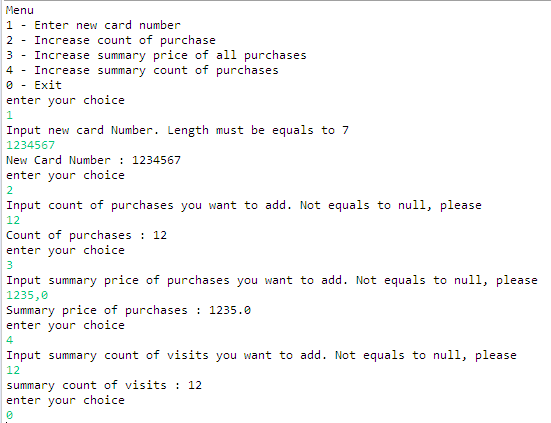 Menu
1 - Enter new card number
2 - Increase count of purchase
3 - Increase summary price of all purchases
4 - Increase summary count of purchases
0 - Exit
enter your choice
1
Input new card Number. Length must be equals to 7
1234567
New Card Number : 1234567
enter your choice
2
Input count of purchases you want to add. Not equals to null, please
12
Count of purchases : 12
enter your choice
3
Input summary price of purchases you want to add. Not equals to null, please
1235,0
Summary price of purchases : 1235.0
enter your choice
4
Input summary count of visits you want to add. Not equals to null, please
12
summary count of visits : 12
enter your choice
0